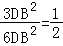 3DB²/6DB² = 1/2